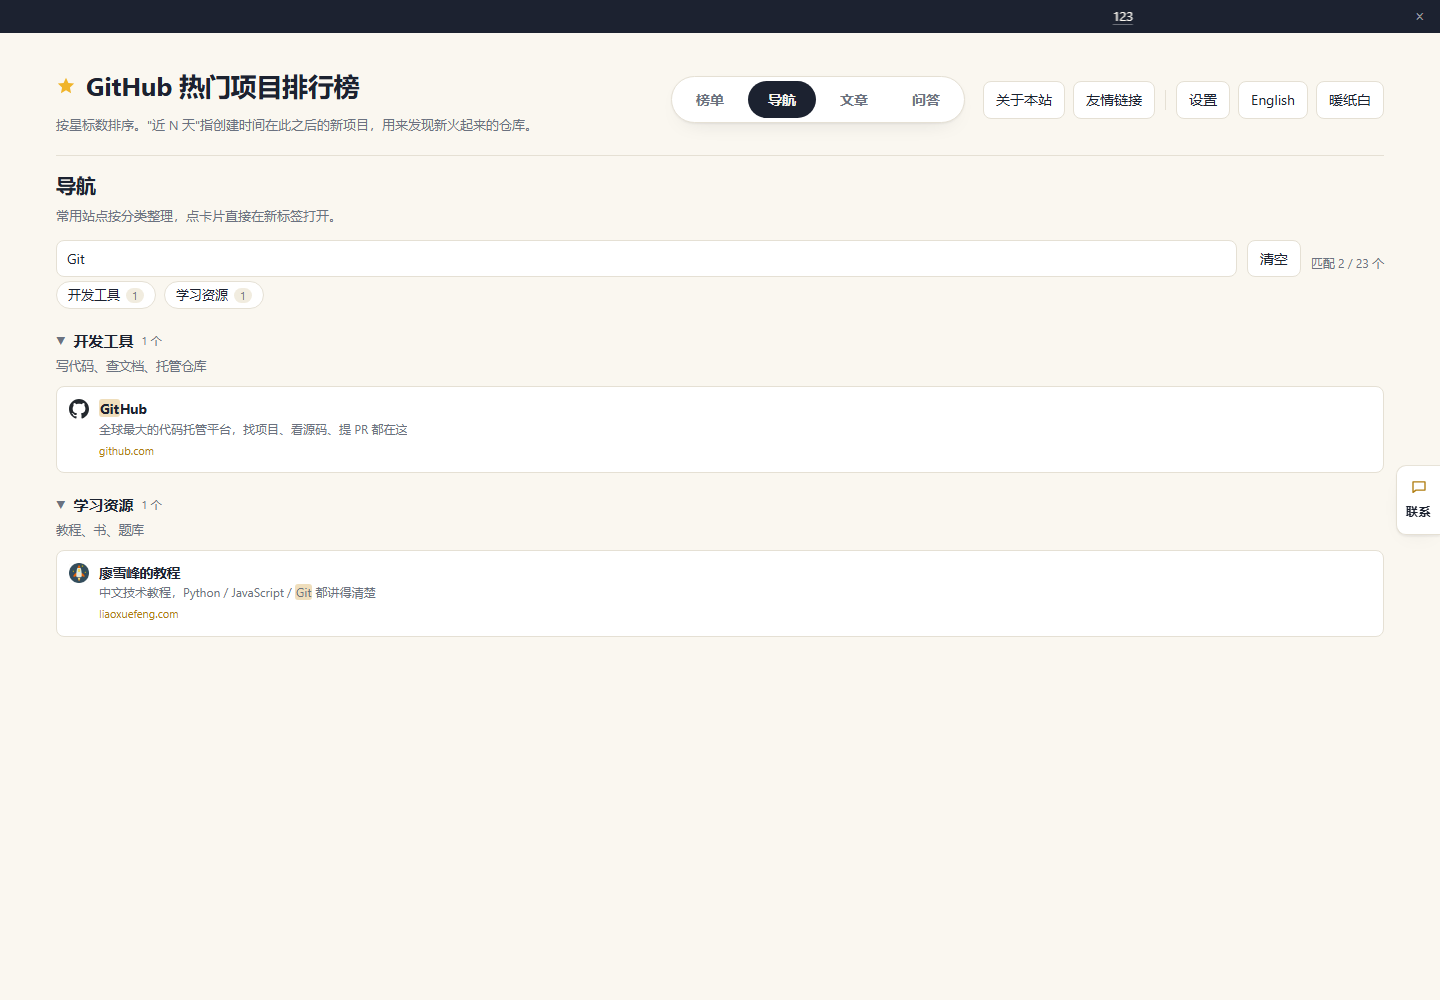 123
×
GitHub 热门项目排行榜
按星标数排序。"近 N 天"指创建时间在此之后的新项目，用来发现新火起来的仓库。
榜单 导航 文章 问答
关于本站 友情链接 设置 English 暖纸白
导航
常用站点按分类整理，点卡片直接在新标签打开。
Git
清空
匹配 2 / 23 个
开发工具 1 学习资源 1
▼ 开发工具 1 个
写代码、查文档、托管仓库
GitHub
全球最大的代码托管平台，找项目、看源码、提 PR 都在这
github.com
▼ 学习资源 1 个
教程、书、题库
廖雪峰的教程
中文技术教程，Python / JavaScript / Git 都讲得清楚
liaoxuefeng.com
联系